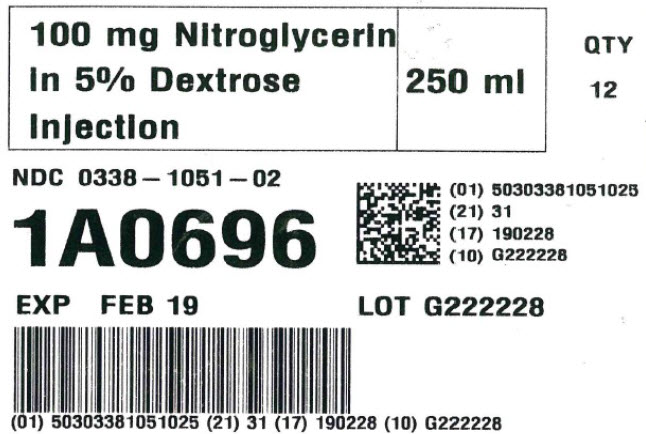 100 mg Nitroglycerin
in 5% Dextrose
Injection
250 ml
QTY
12
NDC 0338-1051-02
1A0696
(01) 50303381051025
(21) 31
(17) 190228
(10) G222228
EXP FEB 19
LOT G222228
(01) 50303381051025 (21) 31 (17) 190228 (10) G222228